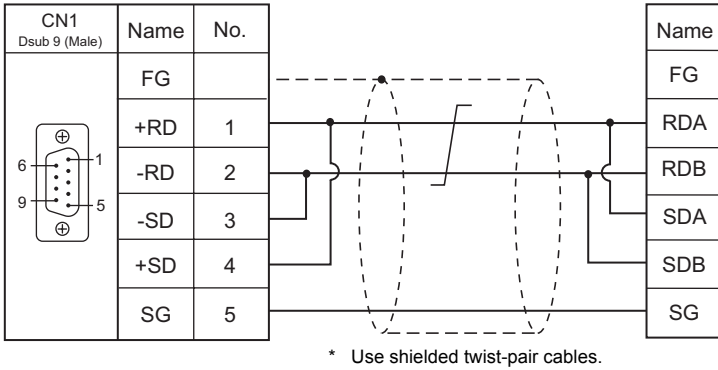 CN1
Dsub 9 (Male)
Name
No.
Name
FG
FG
+RD
1
RDA
-RD
2
RDB
-SD
3
SDA
+SD
4
SDB
SG
5
SG
6
1
9
5
* Use shielded twist-pair cables.